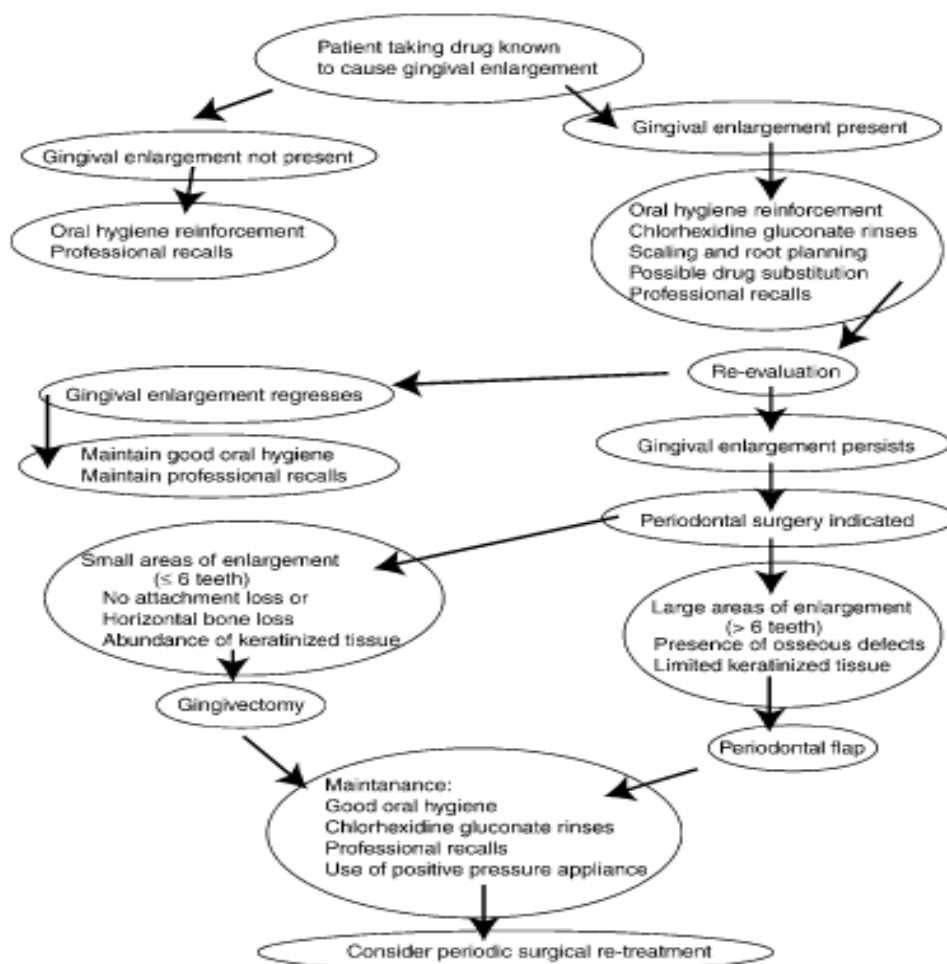 Patient taking drug known
to cause gingival enlargement
Gingival enlargement not present
Gingival enlargement present
Oral hygiene reinforcement
Professional recalls
Oral hygiene reinforcement
Chlorhexidine gluconate rinses
Scaling and root planning
Possible drug substitution
Professional recalls
Re-evaluation
Gingival enlargement regresses
Maintain good oral hygiene
Maintain professional recalls
Gingival enlargement persists
Periodontal surgery indicated
Small areas of enlargement
(≤ 6 teeth)
No attachment loss or
Horizontal bone loss
Abundance of keratinized tissue
Large areas of enlargement
(> 6 teeth)
Presence of osseous defects
Limited keratinized tissue
Gingivectomy
Periodontal flap
Maintanance:
Good oral hygiene
Chlorhexidine gluconate rinses
Professional recalls
Use of positive pressure appliance
Consider periodic surgical re-treatment